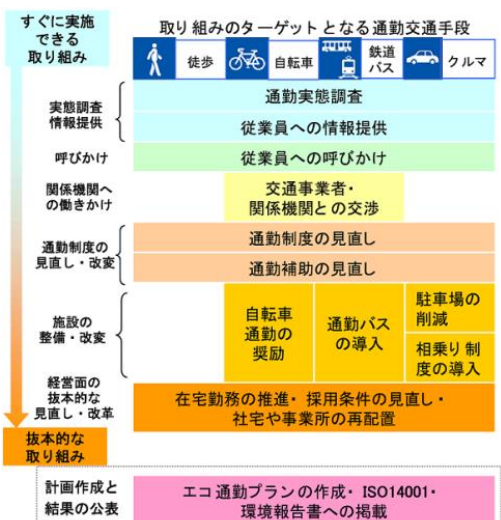 すぐに実施
できる
取り組み
取り組みのターゲットとなる通勤交通手段
徒歩
自転車
鉄道
バス
クルマ
実態調査
情報提供
通勤実態調査
従業員への情報提供
呼びかけ
従業員への呼びかけ
関係機関へ
の働きかけ
交通事業者・
関係機関との交渉
通勤制度の
見直し・改変
通勤制度の見直し
通勤補助の見直し
施設の
整備・改変
自転車
通勤の
奨励
通勤バス
の導入
駐車場の
削減
相乗り制
度の導入
経営面の
抜本的な
見直し・改革
在宅勤務の推進・採用条件の見直し・
社宅や事業所の再配置
抜本的な
取り組み
計画作成と
結果の公表
エコ通勤プランの作成・ISO14001・
環境報告書への掲載